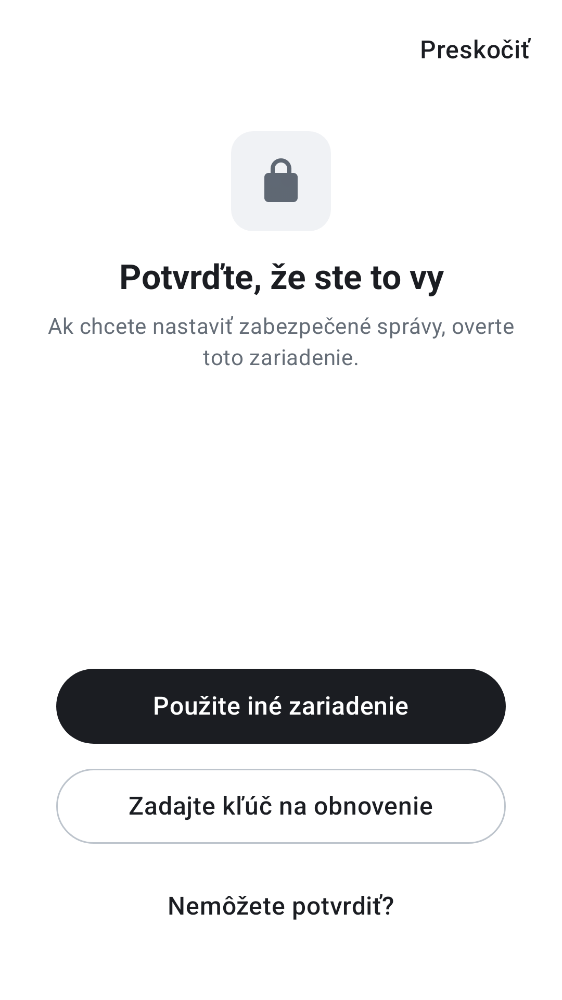 Preskočiť
Potvrďte, že ste to vy
Ak chcete nastaviť zabezpečené správy, overte
toto zariadenie.
Použite iné zariadenie
Zadajte kľúč na obnovenie
Nemôžete potvrdiť?